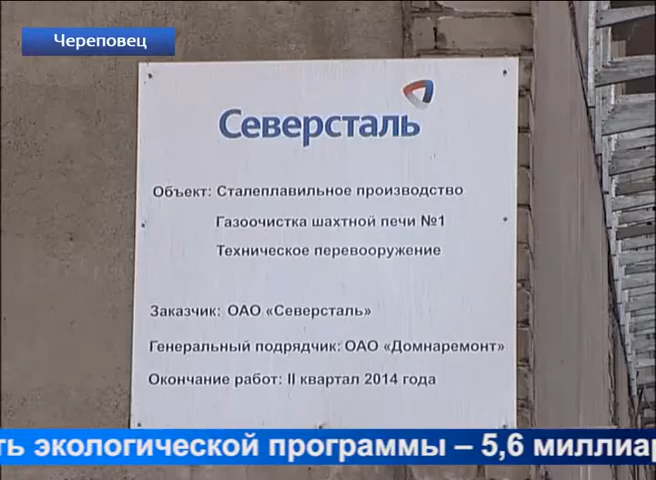 Череповец
Северсталь
Объект: Сталеплавильное производство
Газоочистка шахтной печи №1
Техническое перевооружение
Заказчик: ОАО «Северсталь»
Генеральный подрядчик: ОАО «Домнаремонт»
Окончание работ: II квартал 2014 года
экологической программы – 5,6